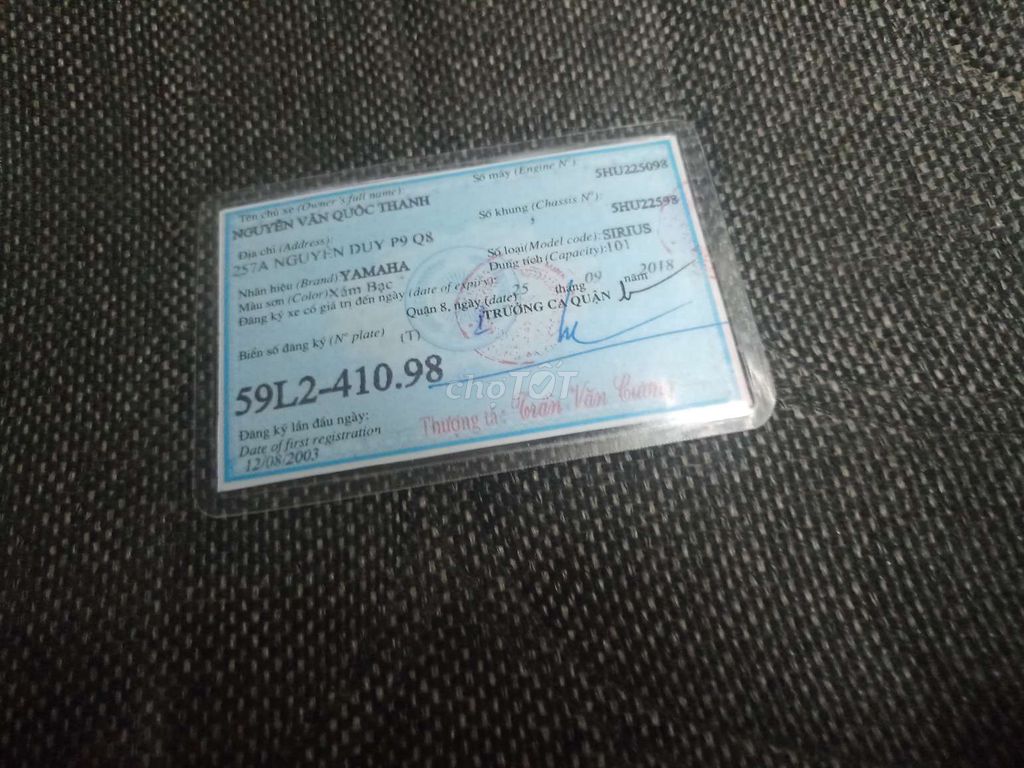 Tên chủ xe (Owner's full name):
NGUYỄN VĂN QUỐC THANH
Địa chỉ (Address):
257A NGUYỄN DUY P9 Q8
Nhãn hiệu (Brand) YAMAHA
Màu sơn (Color) Xám Bạc
Đăng ký xe có giá trị đến ngày (date of expiry):
Biển số đăng ký (Nº plate) (T)
59L2-410.98
Đăng ký lần đầu ngày:
Date of first registration
12/08/2003
Số máy (Engine Nº): 5HU225098
Số khung (Chassis Nº): 5HU22598
Số loại (Model code): SIRIUS
Dung tích (Capacity): 101
Quận 8, ngày (date) 25 tháng 09 năm 2018
TRƯỞNG CA QUẬN
Thượng tá: Trần Văn Cương
choTỐT